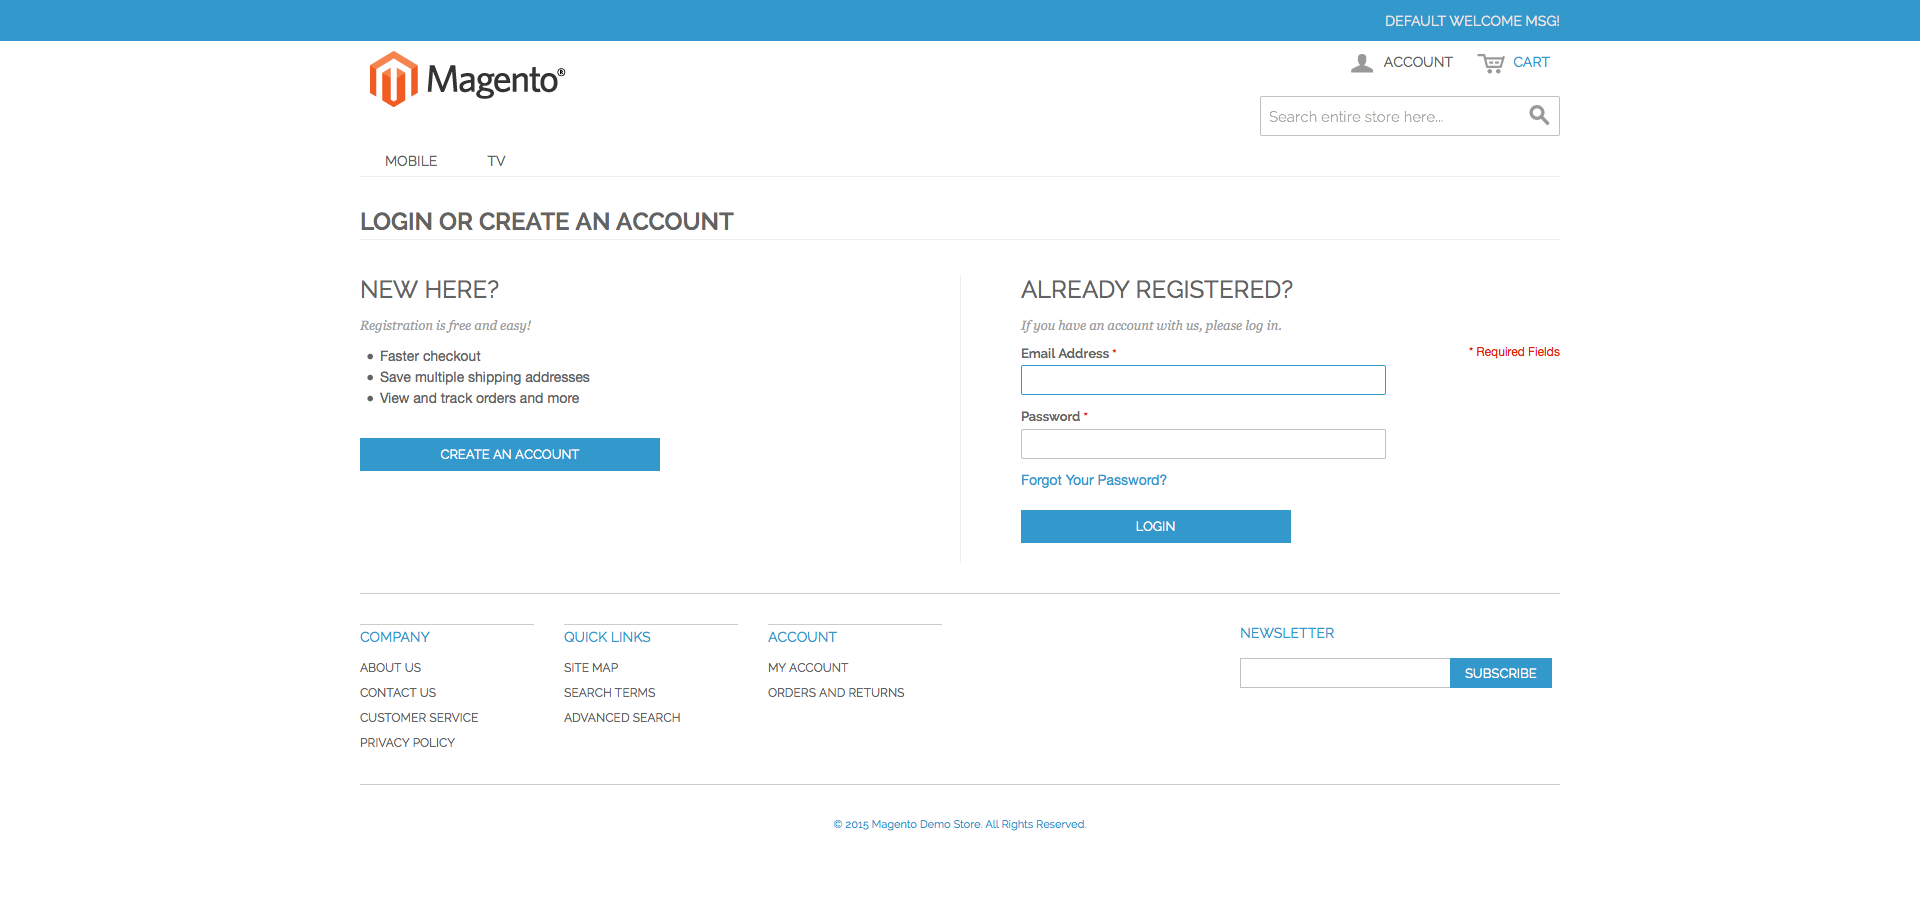 DEFAULT WELCOME MSG!
Magento®
ACCOUNT
CART
Search entire store here...
MOBILE
TV
LOGIN OR CREATE AN ACCOUNT
NEW HERE?
Registration is free and easy!
Faster checkout
Save multiple shipping addresses
View and track orders and more
CREATE AN ACCOUNT
ALREADY REGISTERED?
If you have an account with us, please log in.
Email Address *
* Required Fields
Password *
Forgot Your Password?
LOGIN
COMPANY
ABOUT US
CONTACT US
CUSTOMER SERVICE
PRIVACY POLICY
QUICK LINKS
SITE MAP
SEARCH TERMS
ADVANCED SEARCH
ACCOUNT
MY ACCOUNT
ORDERS AND RETURNS
NEWSLETTER
SUBSCRIBE
© 2015 Magento Demo Store. All Rights Reserved.